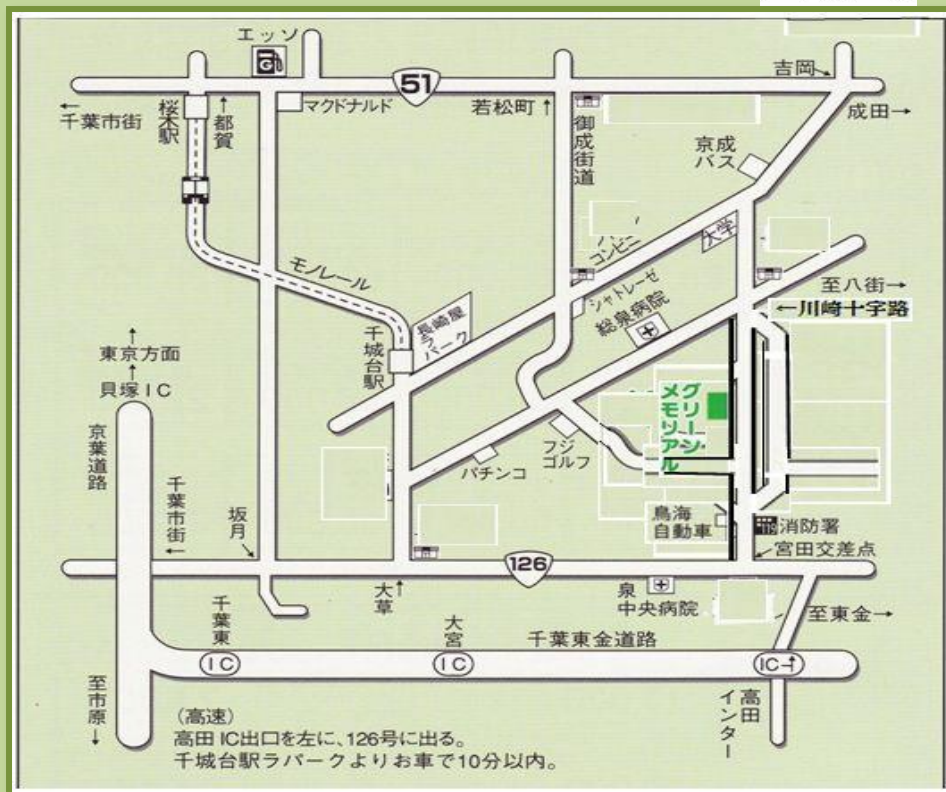 エッソ
G
51
吉岡
←
千葉市街
桜木駅
↑
都賀
マクドナルド
若松町↑
御成街道
成田→
京成
バス
コンビニ
大学
モノレール
シャトレーゼ
総泉病院
至八街→
←川崎十字路
長崎屋
ラパーク
千城台駅
↑
東京方面
↑
貝塚IC
京葉道路
グリーン
メモリアル
フジ
ゴルフ
パチンコ
千葉市街
←
坂月
鳥海
自動車
119
消防署
宮田交差点
126
大草
↑
泉
中央病院
至東金→
千葉東
IC
大宮
IC
千葉東金道路
IC
高田
インター
至市原
↓
(高速)
高田 IC出口を左に、126号に出る。
千城台駅ラパークよりお車で10分以内。